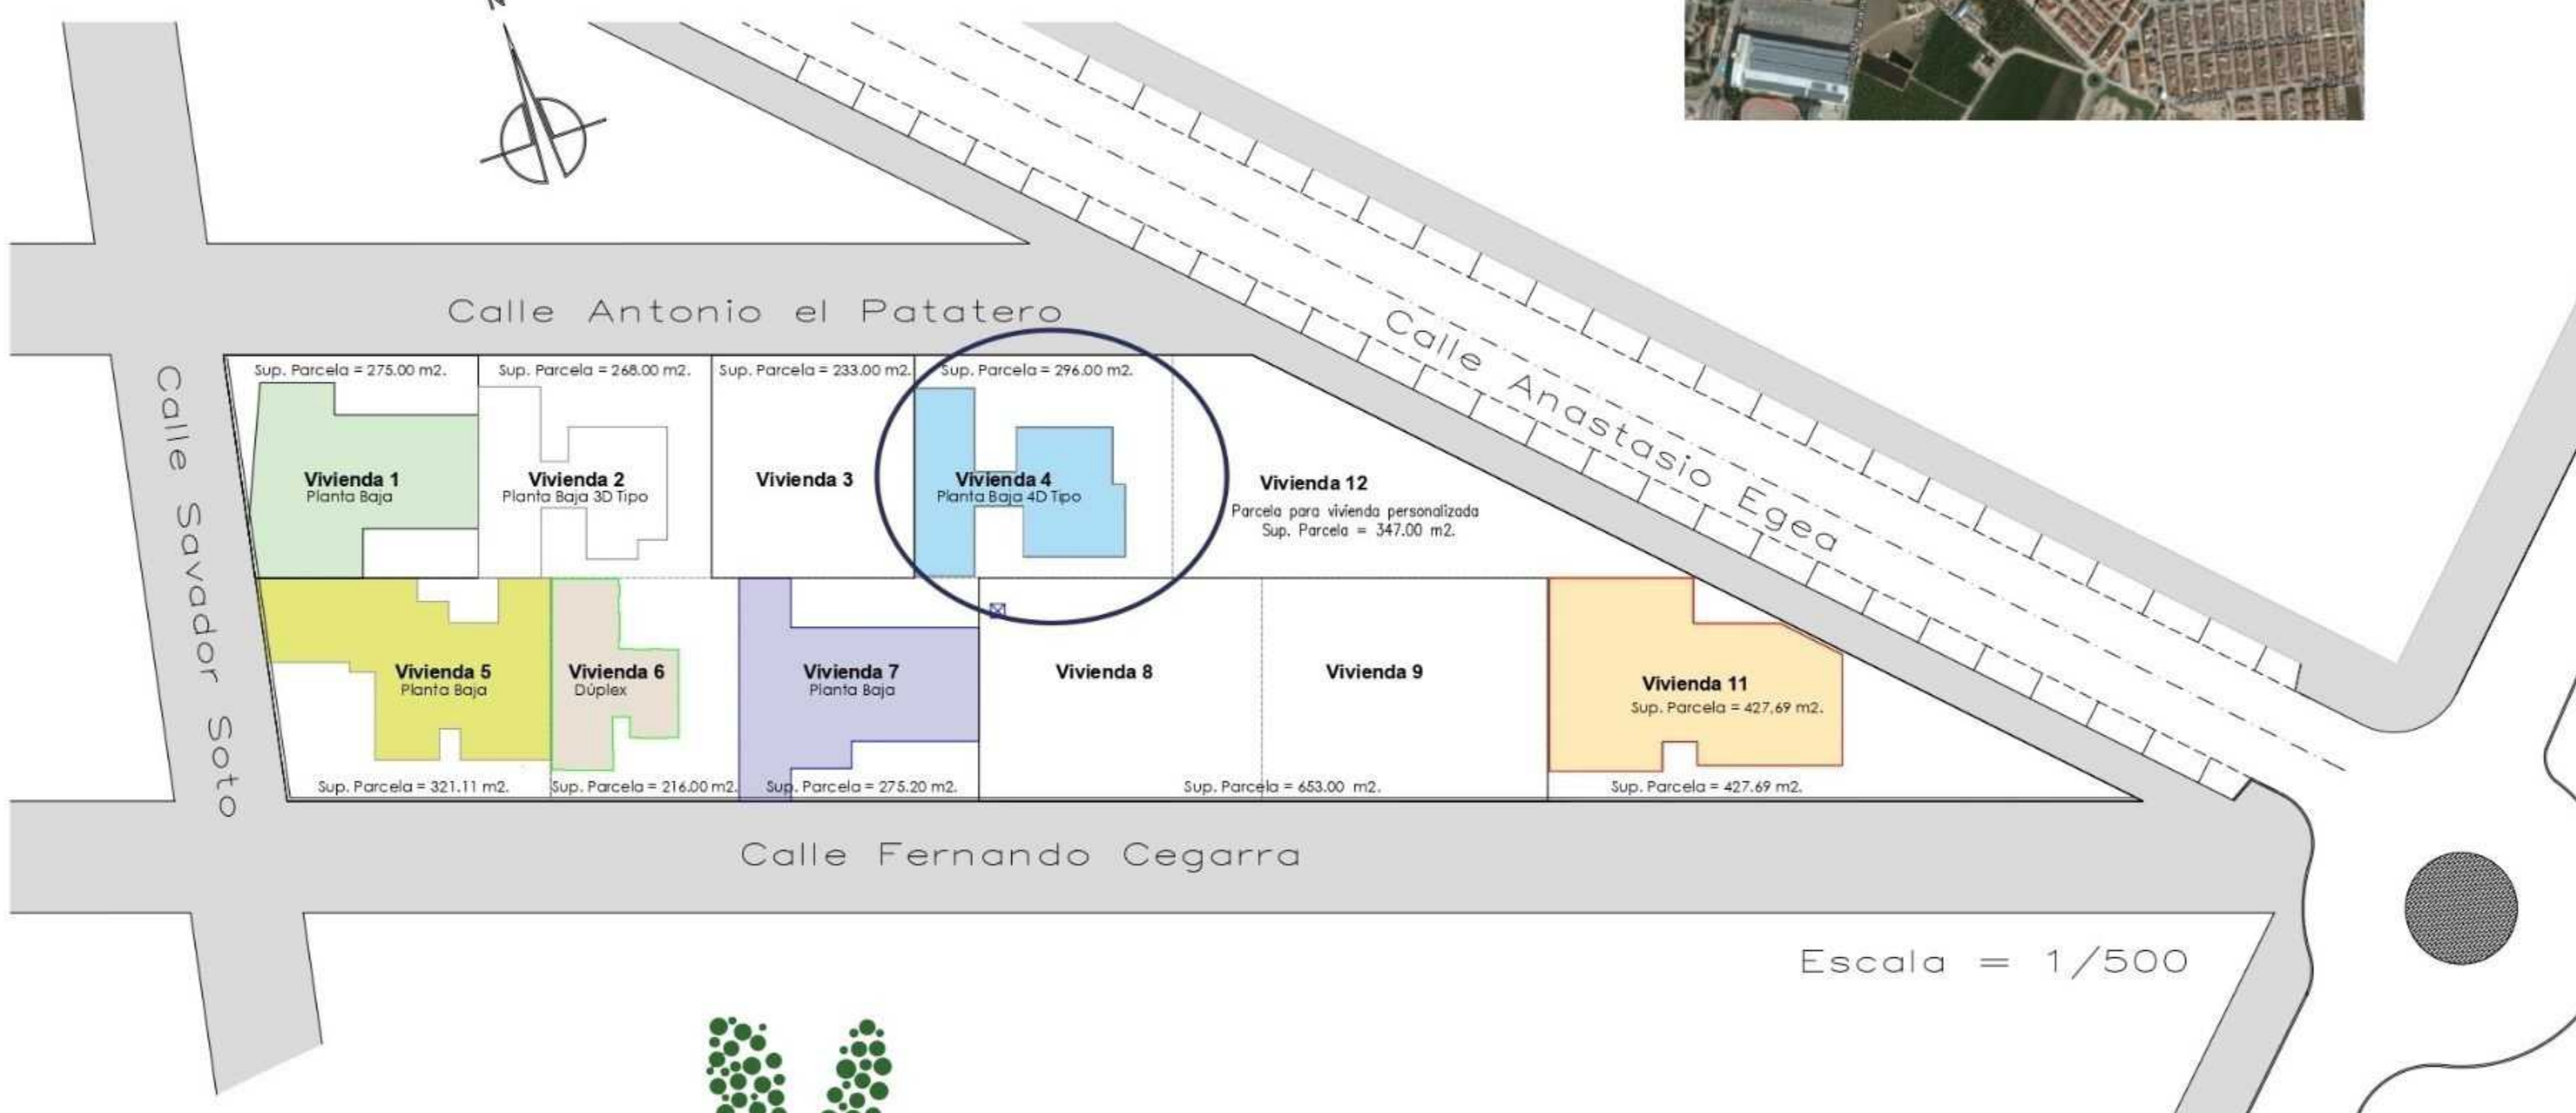 N
Calle Antonio el Patatero
Calle Anastasio Egea
Calle Savador Soto
Sup. Parcela = 275.00 m2.
Sup. Parcela = 268.00 m2.
Sup. Parcela = 233.00 m2.
Sup. Parcela = 296.00 m2.
Vivienda 1
Planta Baja
Vivienda 2
Planta Baja 3D Tipo
Vivienda 3
Vivienda 4
Planta Baja 4D Tipo
Vivienda 12
Parcela para vivienda personalizada
Sup. Parcela = 347.00 m2.
Vivienda 5
Planta Baja
Vivienda 6
Dúplex
Vivienda 7
Planta Baja
Vivienda 8
Vivienda 9
Vivienda 11
Sup. Parcela = 427,69 m2.
Sup. Parcela = 321.11 m2.
Sup. Parcela = 216.00 m2.
Sup. Parcela = 275.20 m2.
Sup. Parcela = 653.00 m2.
Sup. Parcela = 427.69 m2.
Calle Fernando Cegarra
Escala = 1/500